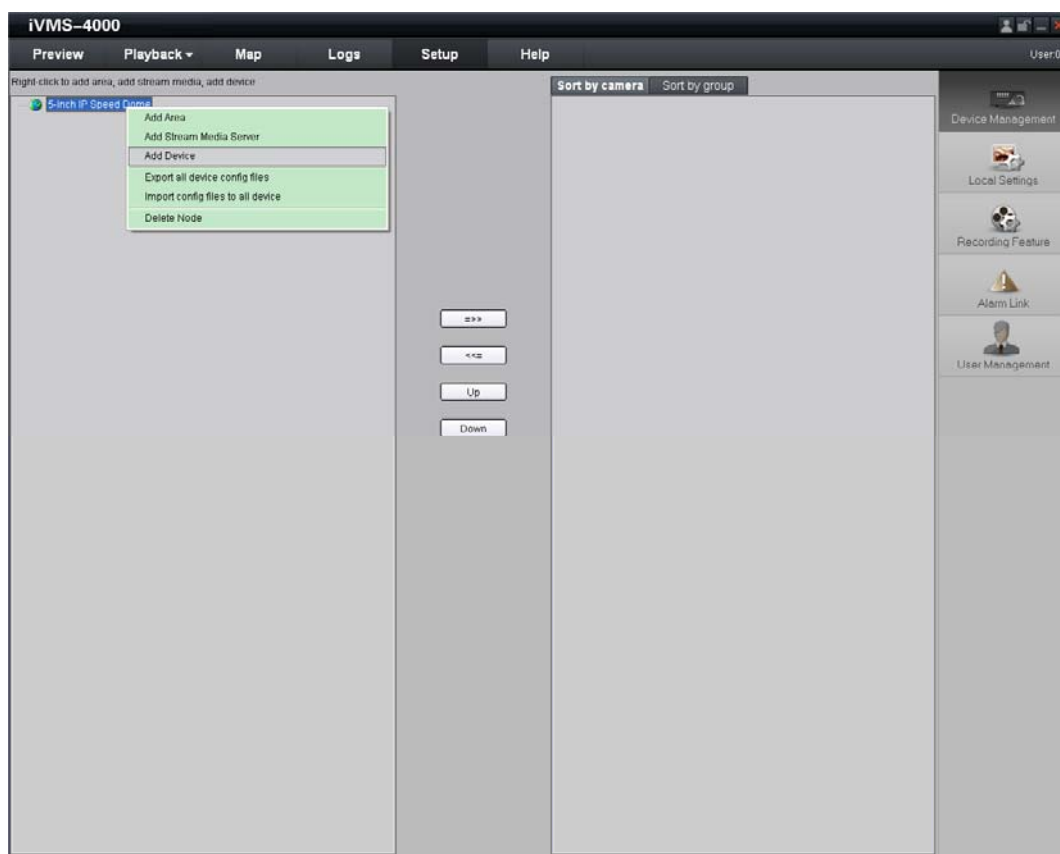 iVMS-4000
Preview Playback Map Logs Setup Help User:0
Right-click to add area, add stream media, add device
Sort by camera Sort by group
5-inch IP Speed Dome
Add Area
Add Stream Media Server
Add Device
Export all device config files
Import config files to all device
Delete Node
=>>
<<=
Up
Down
Device Management
Local Settings
Recording Feature
Alarm Link
User Management